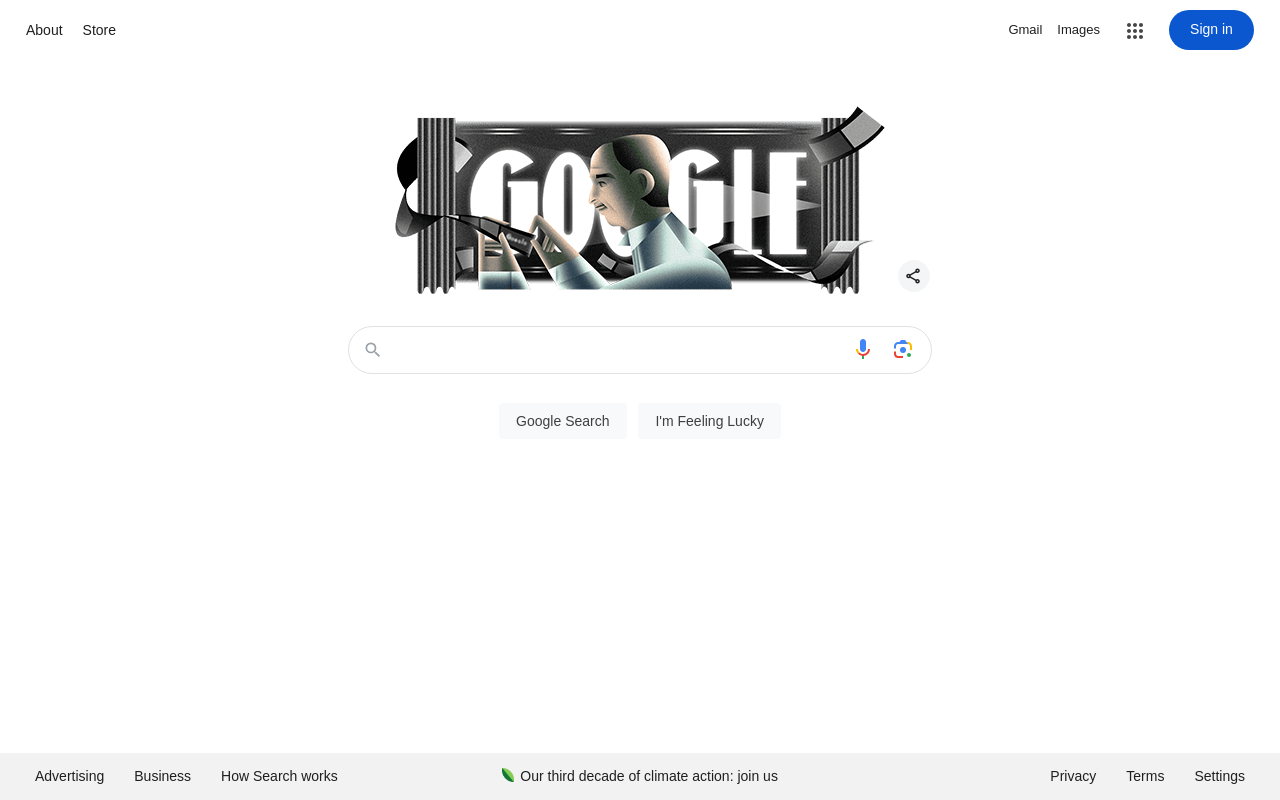 About Store
Gmail Images Sign in
GOOGLE
Google Search I'm Feeling Lucky
Advertising Business How Search works
Our third decade of climate action: join us
Privacy Terms Settings